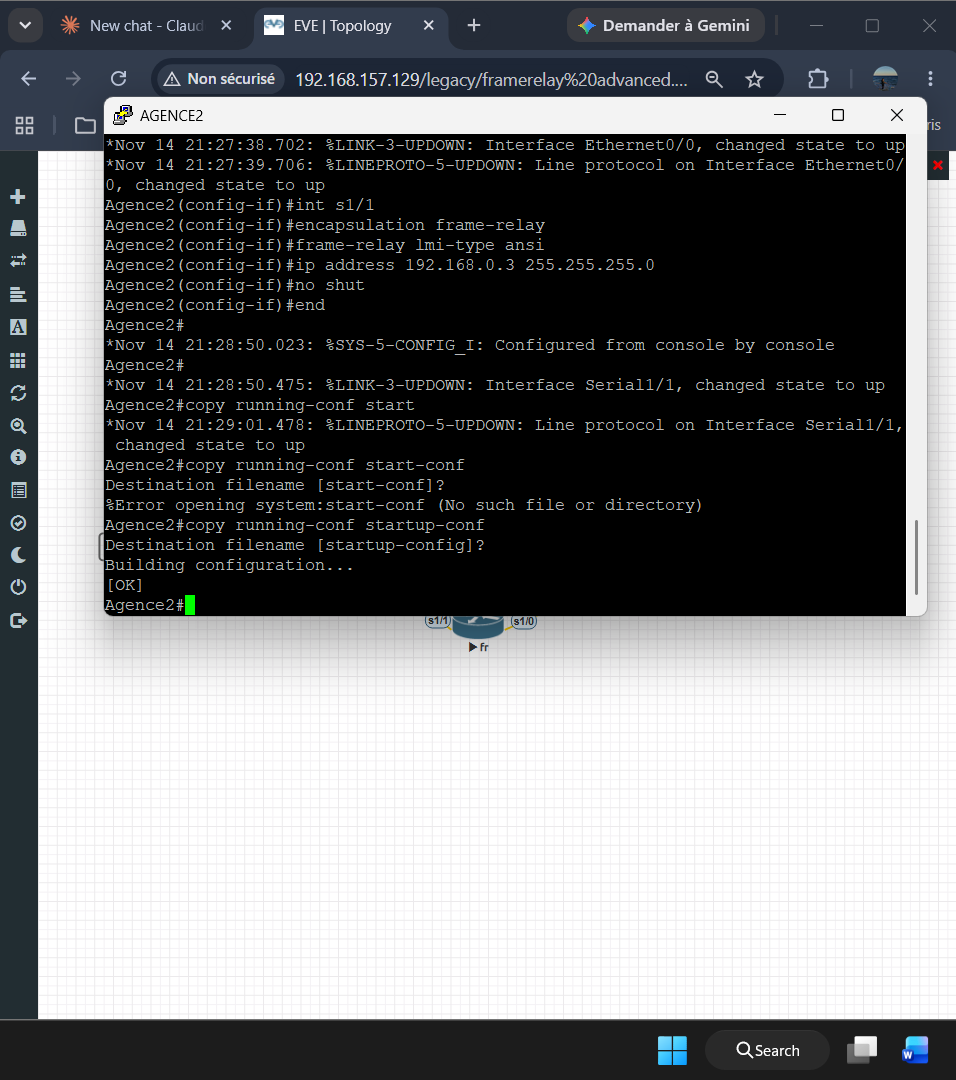 New chat - Claud
EVE | Topology
Demander à Gemini
Non sécurisé
192.168.157.129/legacy/framerelay%20advanced....
ris
AGENCE2
*Nov 14 21:27:38.702: %LINK-3-UPDOWN: Interface Ethernet0/0, changed state to up
*Nov 14 21:27:39.706: %LINEPROTO-5-UPDOWN: Line protocol on Interface Ethernet0/
0, changed state to up
Agence2(config-if)#int s1/1
Agence2(config-if)#encapsulation frame-relay
Agence2(config-if)#frame-relay lmi-type ansi
Agence2(config-if)#ip address 192.168.0.3 255.255.255.0
Agence2(config-if)#no shut
Agence2(config-if)#end
Agence2#
*Nov 14 21:28:50.023: %SYS-5-CONFIG_I: Configured from console by console
Agence2#
*Nov 14 21:28:50.475: %LINK-3-UPDOWN: Interface Serial1/1, changed state to up
Agence2#copy running-conf start
*Nov 14 21:29:01.478: %LINEPROTO-5-UPDOWN: Line protocol on Interface Serial1/1,
 changed state to up
Agence2#copy running-conf start-conf
Destination filename [start-conf]?
%Error opening system:start-conf (No such file or directory)
Agence2#copy running-conf startup-conf
Destination filename [startup-config]?
Building configuration...
[OK]
Agence2#
s1/1
s1/0
fr
Search